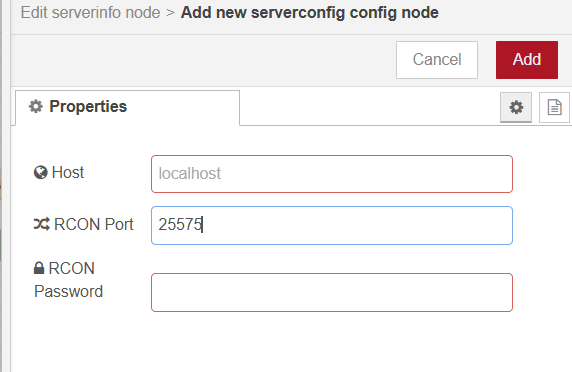 Edit serverinfo node > Add new serverconfig config node
Cancel Add
Properties
Host localhost
RCON Port 25575
RCON
Password